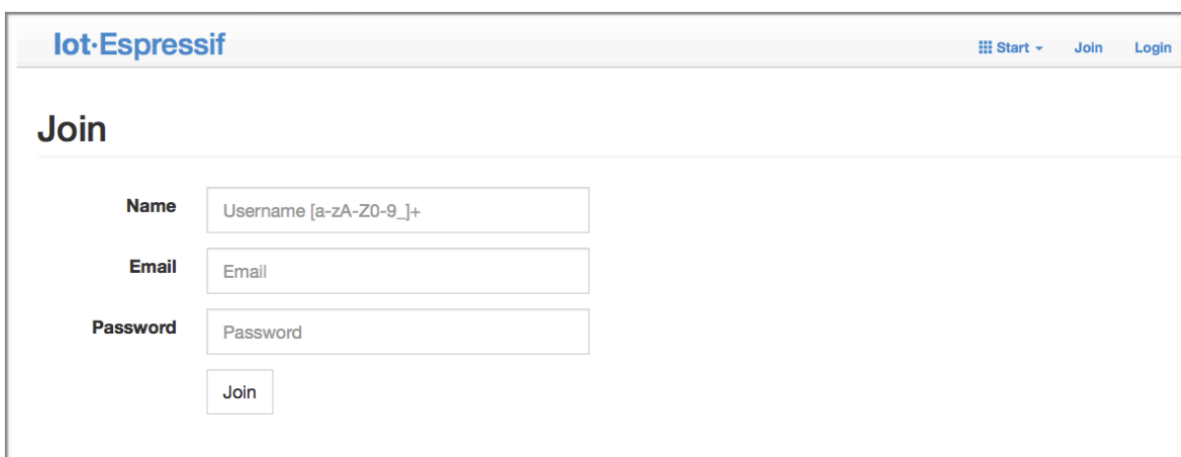 Iot·Espressif
Start Join Login
Join
Name Username [a-zA-Z0-9_]+
Email Email
Password Password
Join